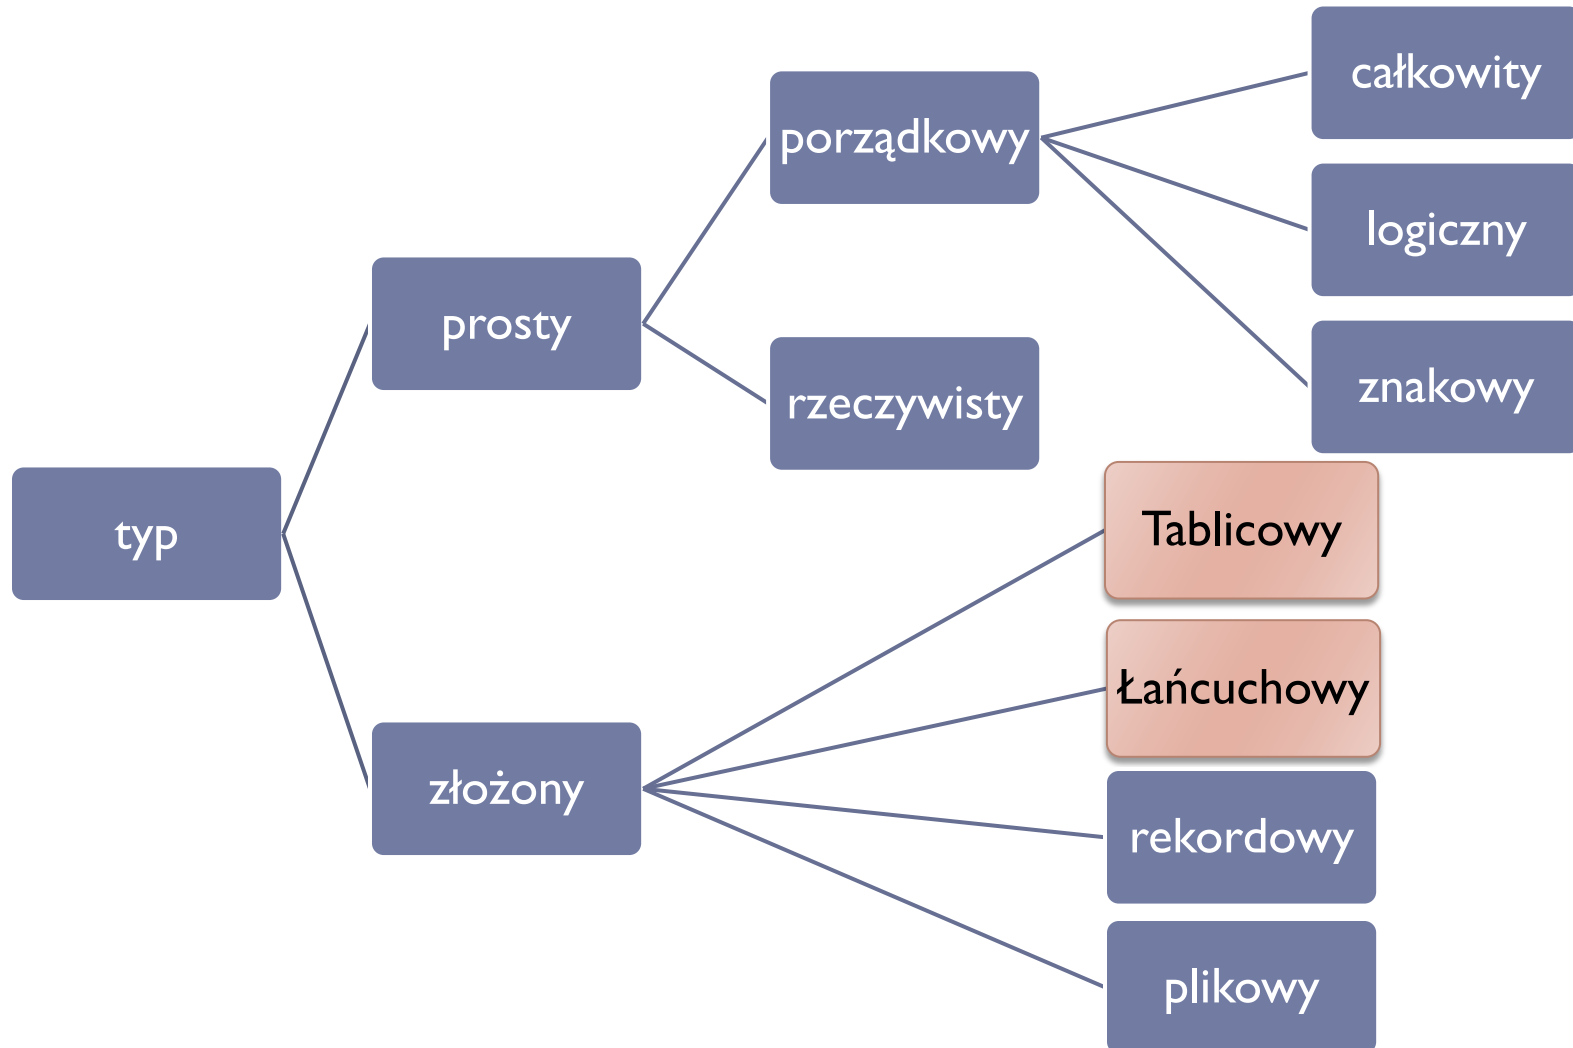 typ
prosty
porządkowy
całkowity
logiczny
znakowy
rzeczywisty
złożony
Tablicowy
Łańcuchowy
rekordowy
plikowy